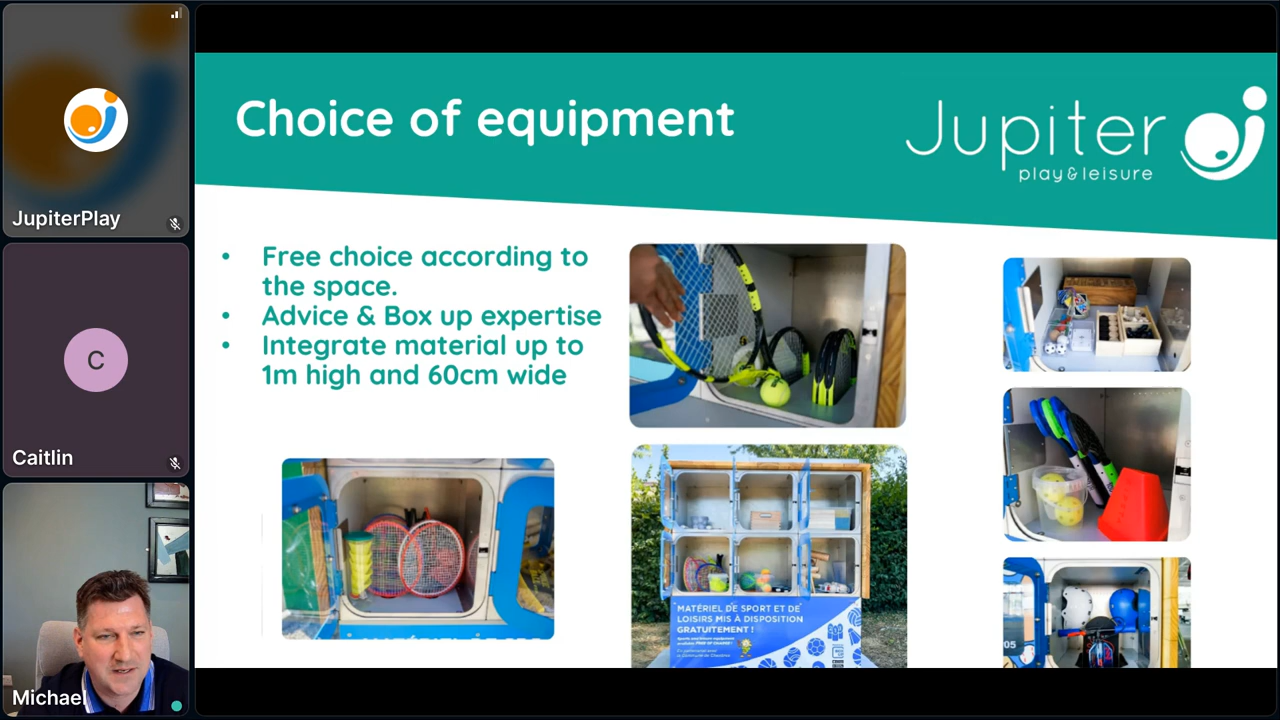 JupiterPlay
C
Caitlin
Michael
Choice of equipment
Jupiter
play&leisure
• Free choice according to
the space.
• Advice & Box up expertise
• Integrate material up to
1m high and 60cm wide
MATÉRIEL DE SPORT ET DE
LOISIRS MIS À DISPOSITION
GRATUITEMENT !
05